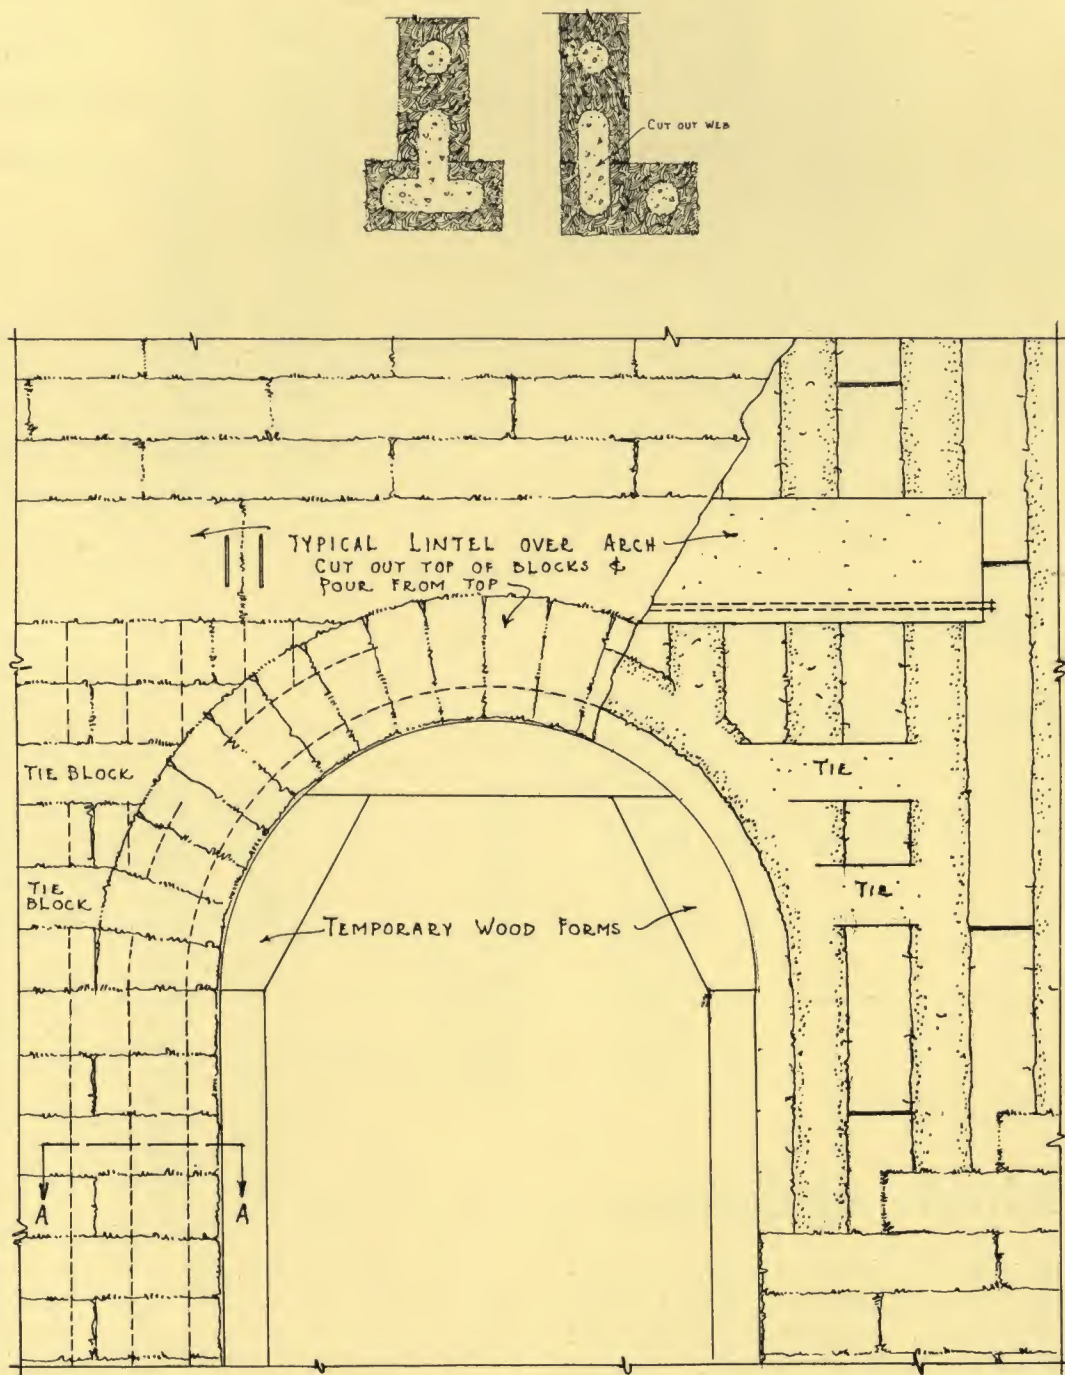 CUT OUT WEB
TYPICAL LINTEL OVER ARCH
CUT OUT TOP OF BLOCKS &
POUR FROM TOP
TIE BLOCK
TIE
TIE
BLOCK
TIE
TEMPORARY WOOD FORMS
A A